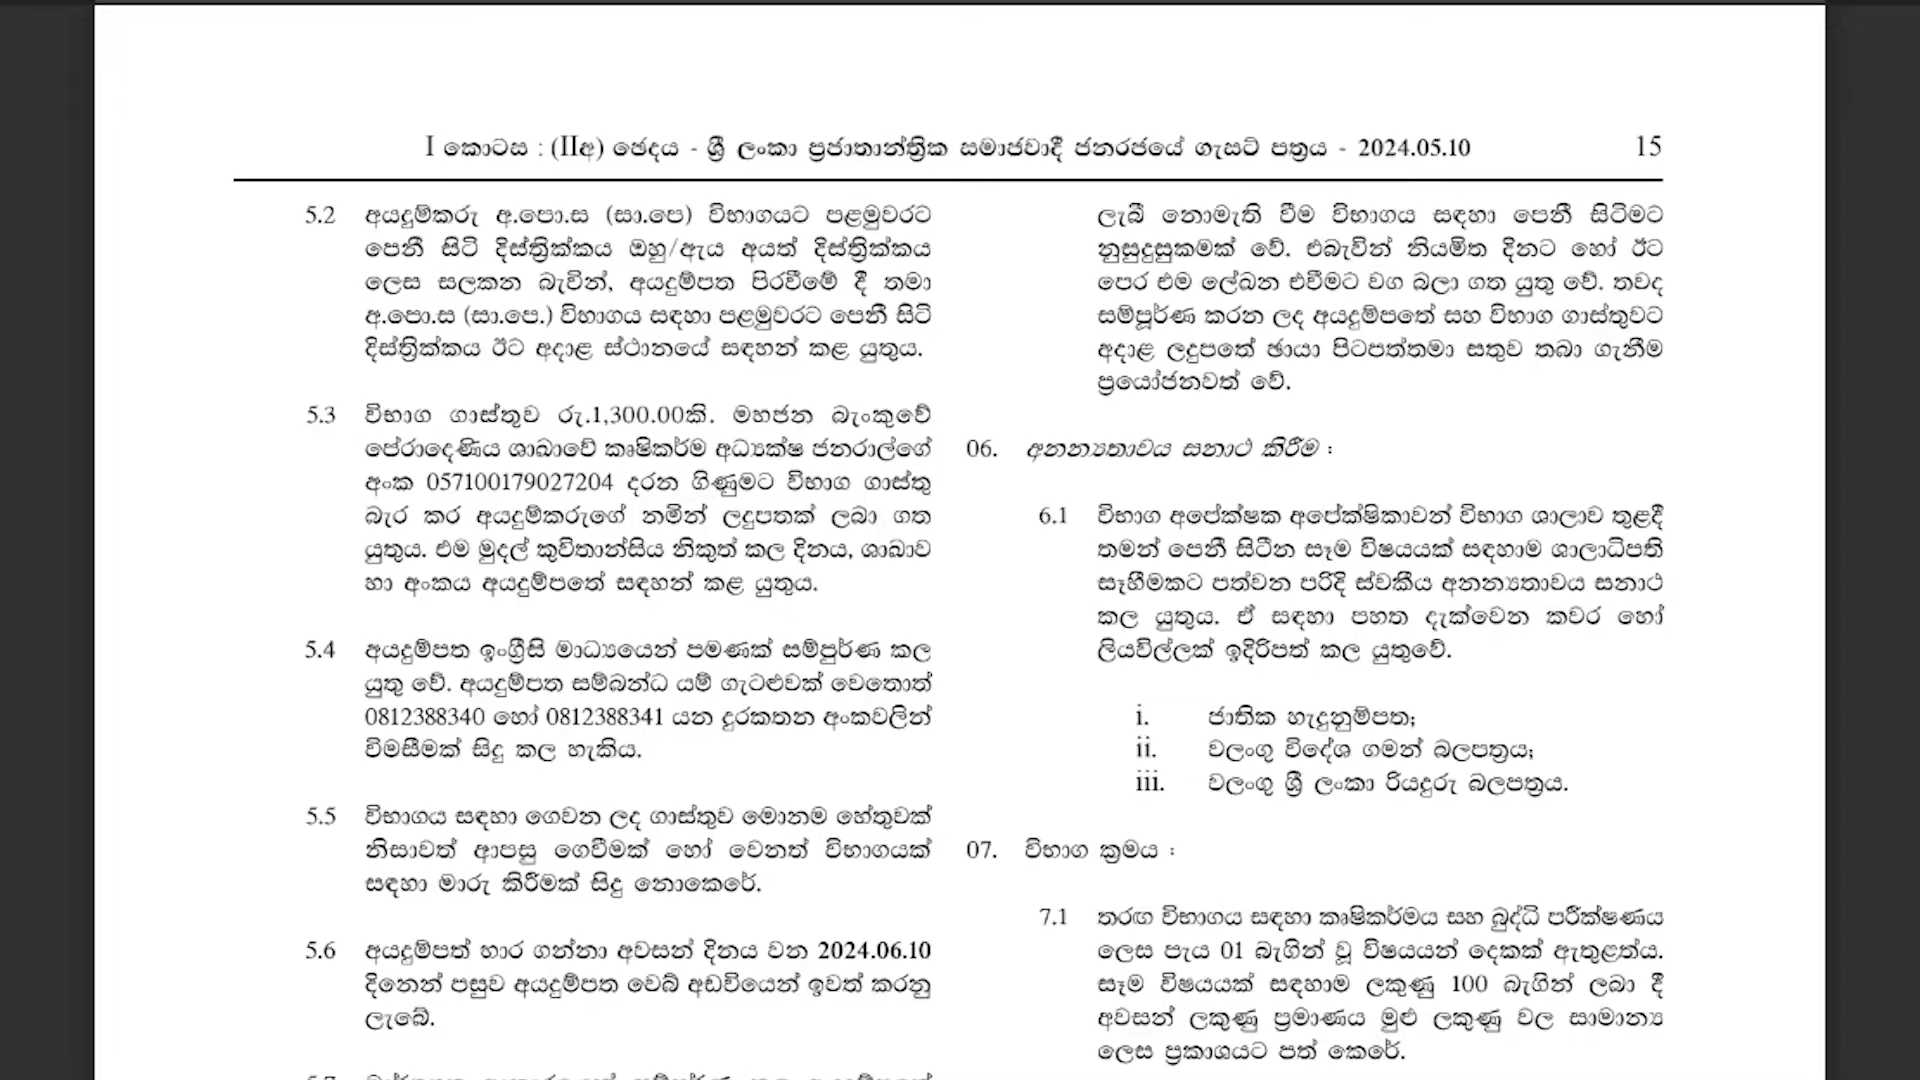 I කොටස : (IIඅ) ඡෙදය - ශ්‍රී ලංකා ප්‍රජාතාන්ත්‍රික සමාජවාදී ජනරජයේ ගැසට් පත්‍රය - 2024.05.10 15
5.2 අයදුම්කරු අ.පො.ස (සා.පෙ) විභාගයට පළමුවරට
පෙනී සිටි දිස්ත්‍රික්කය ඔහු/ඇය අයත් දිස්ත්‍රික්කය
ලෙස සලකන බැවින්, අයදුම්පත පිරවීමේ දී තමා
අ.පො.ස (සා.පෙ.) විභාගය සඳහා පළමුවරට පෙනී සිටි
දිස්ත්‍රික්කය ඊට අදාළ ස්ථානයේ සඳහන් කළ යුතුය.
5.3 විභාග ගාස්තුව රු.1,300.00කි. මහජන බැංකුවේ
පේරාදෙණිය ශාඛාවේ කෘෂිකර්ම අධ්‍යක්ෂ ජනරාල්ගේ
අංක 057100179027204 දරන ගිණුමට විභාග ගාස්තු
බැර කර අයදුම්කරුගේ නමින් ලදුපතක් ලබා ගත
යුතුය. එම මුදල් කුවිතාන්සිය නිකුත් කල දිනය, ශාඛාව
හා අංකය අයදුම්පතේ සඳහන් කළ යුතුය.
5.4 අයදුම්පත ඉංග්‍රීසි මාධ්‍යයෙන් පමණක් සම්පුර්ණ කල
යුතු වේ. අයදුම්පත සම්බන්ධ යම් ගැටළුවක් වෙතොත්
0812388340 හෝ 0812388341 යන දුරකතන අංකවලින්
විමසීමක් සිදු කල හැකිය.
5.5 විභාගය සඳහා ගෙවන ලද ගාස්තුව මොනම හේතුවක්
නිසාවත් ආපසු ගෙවීමක් හෝ වෙනත් විභාගයක්
සඳහා මාරු කිරීමක් සිදු නොකෙරේ.
5.6 අයදුම්පත් භාර ගන්නා අවසන් දිනය වන 2024.06.10
දිනෙන් පසුව අයදුම්පත වෙබ් අඩවියෙන් ඉවත් කරනු
ලැබේ.
ලැබී නොමැති වීම විභාගය සඳහා පෙනී සිටිමට
නුසුදුසුකමක් වේ. එබැවින් නියමිත දිනට හෝ ඊට
පෙර එම ලේඛන එවීමට වග බලා ගත යුතු වේ. තවද
සම්පූර්ණ කරන ලද අයදුම්පතේ සහ විභාග ගාස්තුවට
අදාළ ලදුපතේ ඡායා පිටපත්තමා සතුව තබා ගැනීම
ප්‍රයෝජනවත් වේ.
06. අනන්‍යතාවය සනාථ කිරීම :
6.1 විභාග අපේක්ෂක අපේක්ෂිකාවන් විභාග ශාලාව තුළදී
තමන් පෙනී සිටීන සෑම විෂයයක් සඳහාම ශාලාධිපති
සෑහීමකට පත්වන පරිදි ස්වකීය අනන්‍යතාවය සනාථ
කල යුතුය. ඒ සඳහා පහත දැක්වෙන කවර හෝ
ලියවිල්ලක් ඉදිරිපත් කල යුතුවේ.
i. ජාතික හැදුනුම්පත;
ii. වලංගු විදේශ ගමන් බලපත්‍රය;
iii. වලංගු ශ්‍රී ලංකා රියදුරු බලපත්‍රය.
07. විභාග ක්‍රමය :
7.1 තරඟ විභාගය සඳහා කෘෂිකර්මය සහ බුද්ධි පරීක්ෂණය
ලෙස පැය 01 බැගින් වූ විෂයයන් දෙකක් ඇතුළත්ය.
සෑම විෂයයක් සඳහාම ලකුණු 100 බැගින් ලබා දී
අවසන් ලකුණු ප්‍රමාණය මුළු ලකුණු වල සාමාන්‍ය
ලෙස ප්‍රකාශයට පත් කෙරේ.